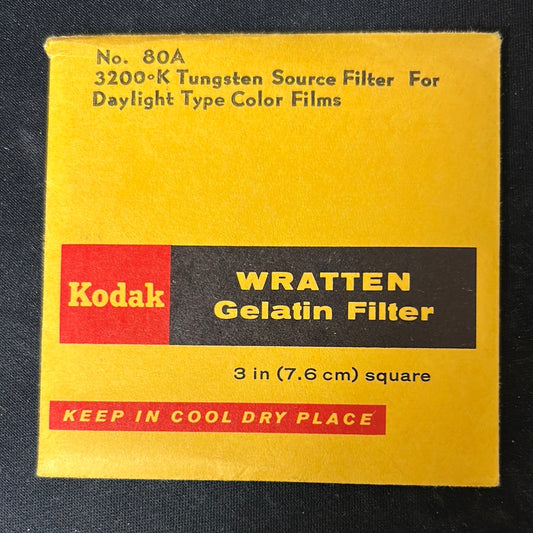 No. 80A
3200°K Tungsten Source Filter For
Daylight Type Color Films
Kodak
WRATTEN
Gelatin Filter
3 in (7.6 cm) square
KEEP IN COOL DRY PLACE